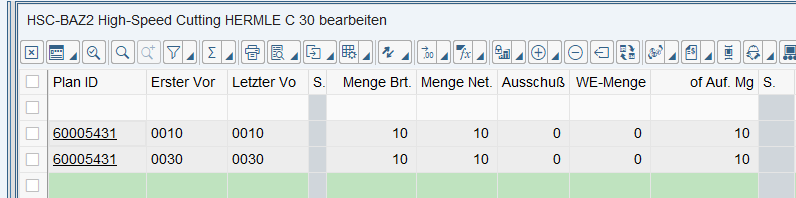 HSC-BAZ2 High-Speed Cutting HERMLE C 30 bearbeiten
Plan ID Erster Vor Letzter Vo S. Menge Brt. Menge Net. Ausschuß WE-Menge of Auf. Mg S.
60005431 0010 0010 10 10 0 0 10
60005431 0030 0030 10 10 0 0 10